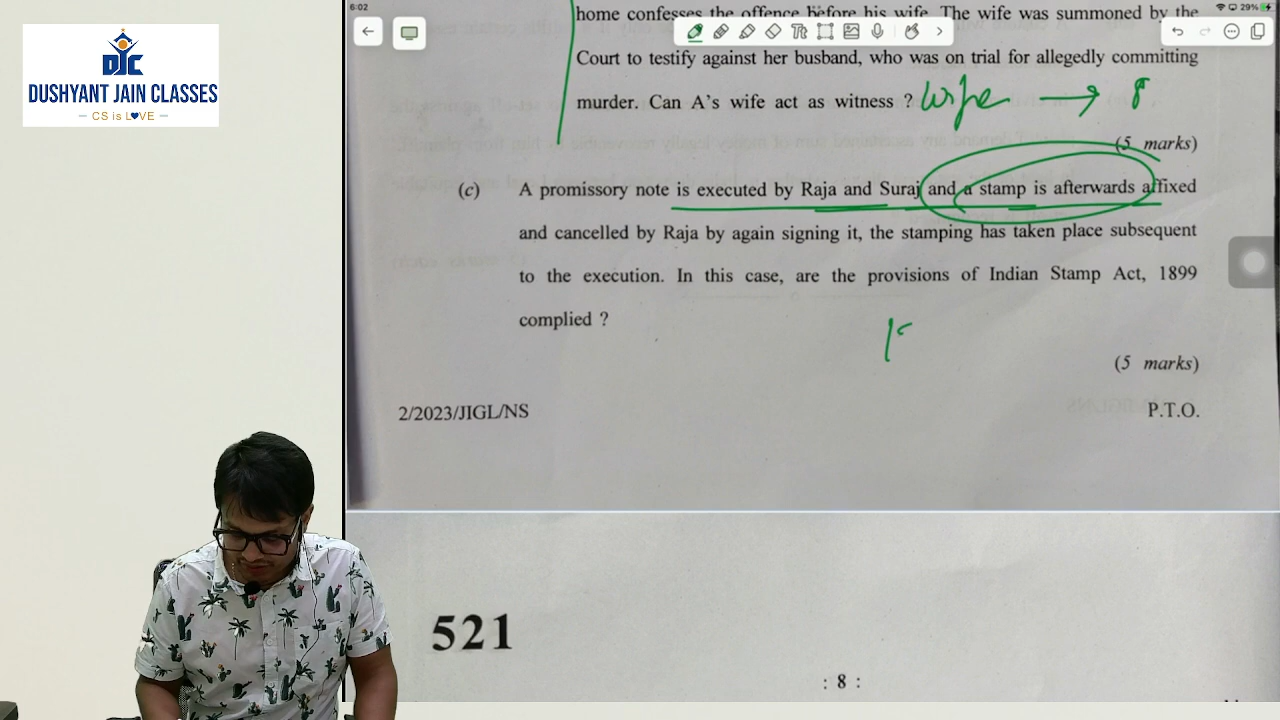 DUSHYANT JAIN CLASSES
CS is L VE
6:02
29%
home confesses the offence before his wife. The wife was summoned by the
Court to testify against her husband, who was on trial for allegedly committing
murder. Can A's wife act as witness ? Wife →
(5 marks)
(c) A promissory note is executed by Raja and Suraj and a stamp is afterwards affixed
and cancelled by Raja by again signing it, the stamping has taken place subsequent
to the execution. In this case, are the provisions of Indian Stamp Act, 1899
complied ?
(5 marks)
2/2023/JIGL/NS
P.T.O.
521
: 8 :